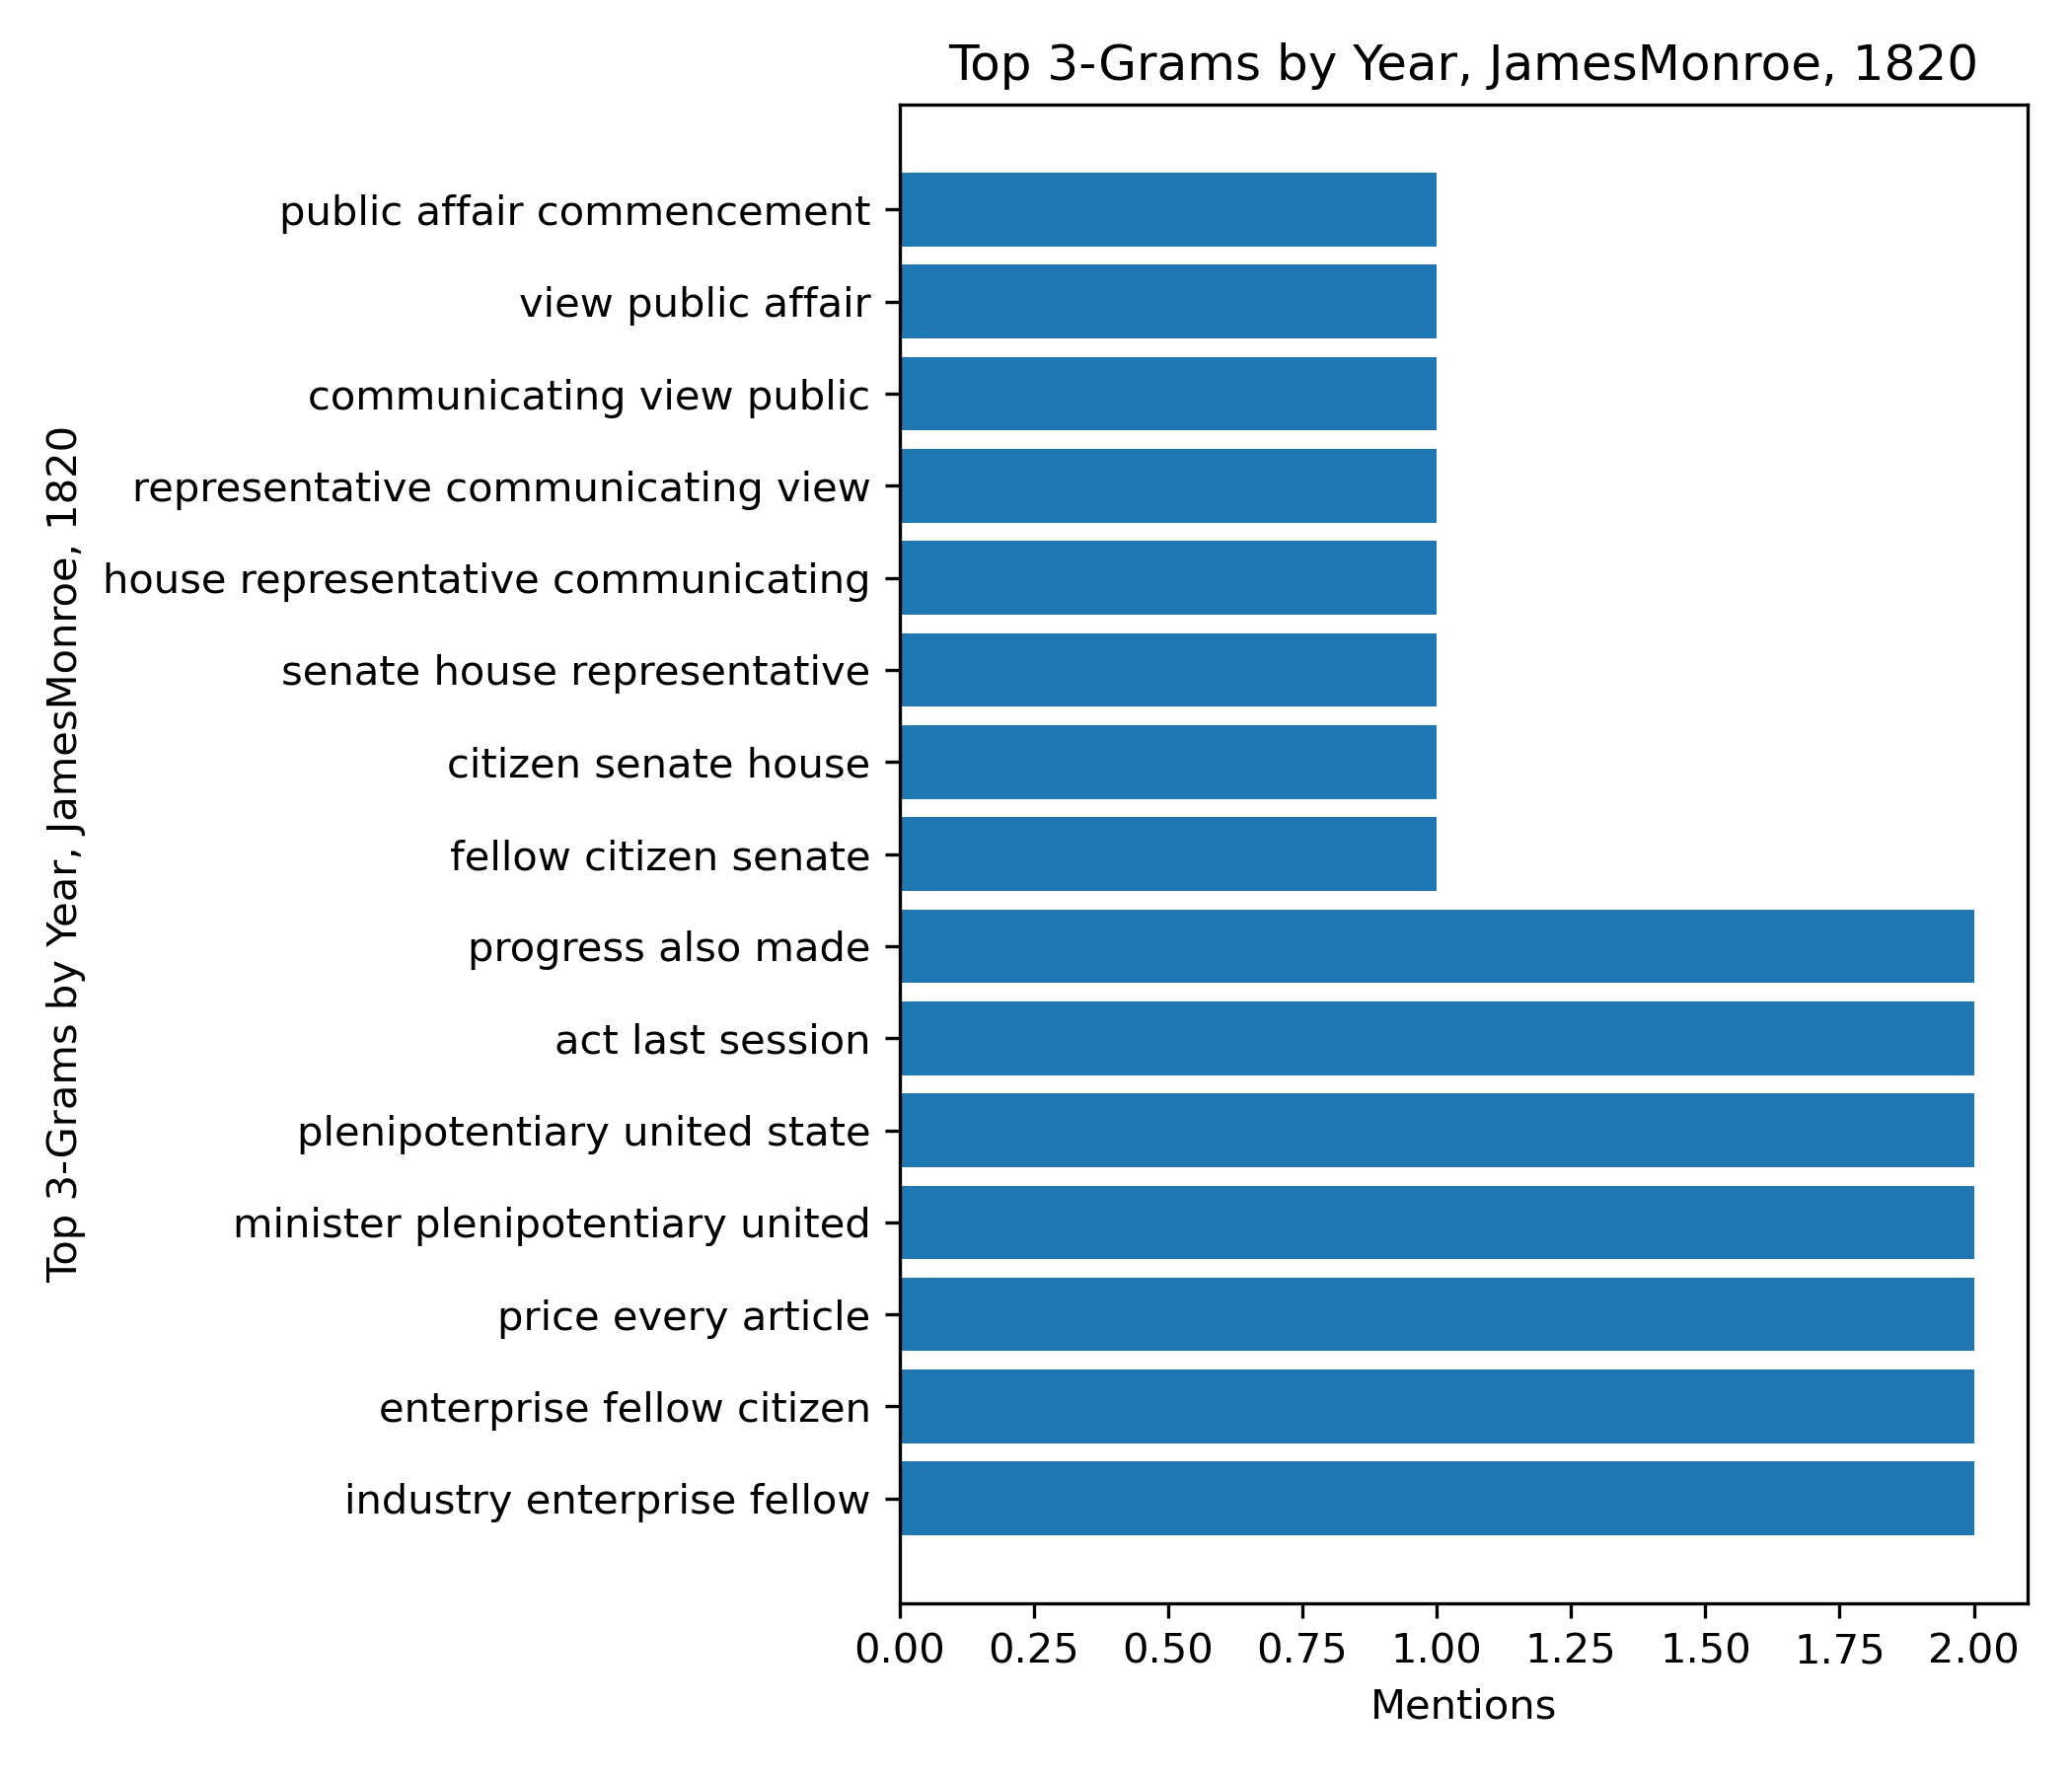 Top 3-Grams by Year, JamesMonroe, 1820
Top 3-Grams by Year, JamesMonroe, 1820
public affair commencement
view public affair
communicating view public
representative communicating view
house representative communicating
senate house representative
citizen senate house
fellow citizen senate
progress also made
act last session
plenipotentiary united state
minister plenipotentiary united
price every article
enterprise fellow citizen
industry enterprise fellow
0.00 0.25 0.50 0.75 1.00 1.25 1.50 1.75 2.00
Mentions